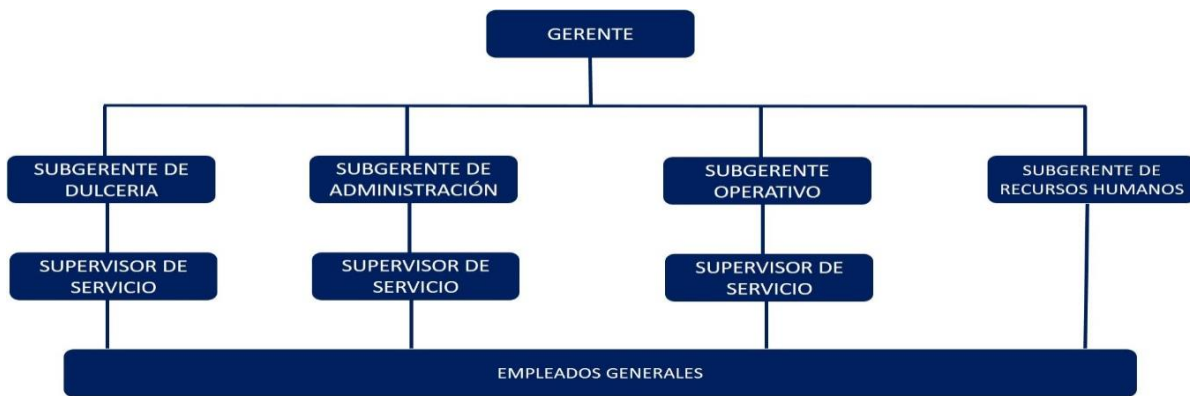 GERENTE
SUBGERENTE DE
DULCERIA
SUBGERENTE DE
ADMINISTRACIÓN
SUBGERENTE
OPERATIVO
SUBGERENTE DE
RECURSOS HUMANOS
SUPERVISOR DE
SERVICIO
SUPERVISOR DE
SERVICIO
SUPERVISOR DE
SERVICIO
EMPLEADOS GENERALES